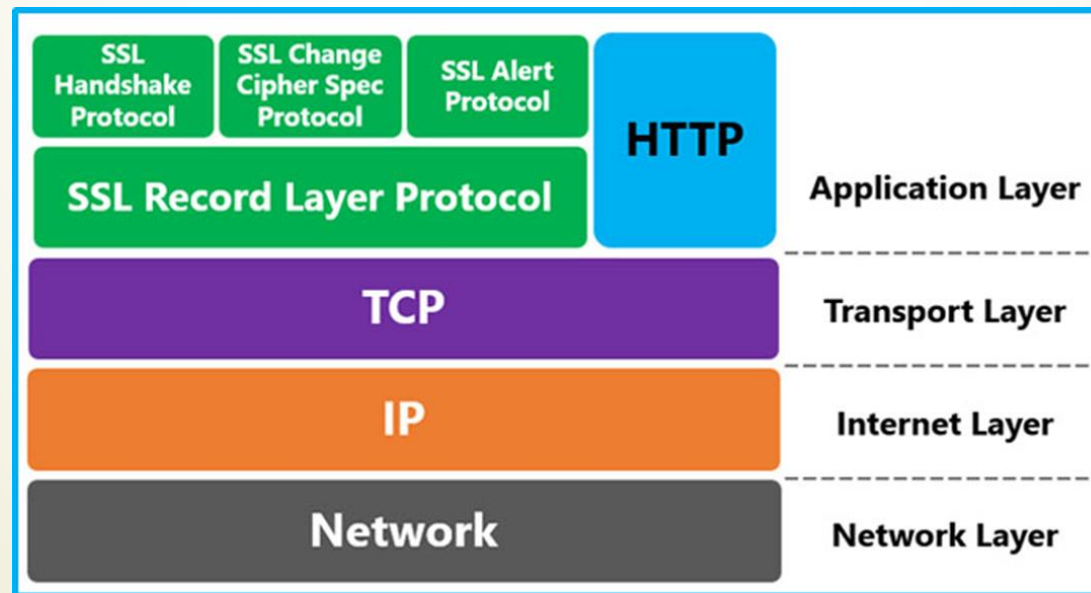 SSL
Handshake
Protocol
SSL Change
Cipher Spec
Protocol
SSL Alert
Protocol
HTTP
SSL Record Layer Protocol
Application Layer
TCP
Transport Layer
IP
Internet Layer
Network
Network Layer